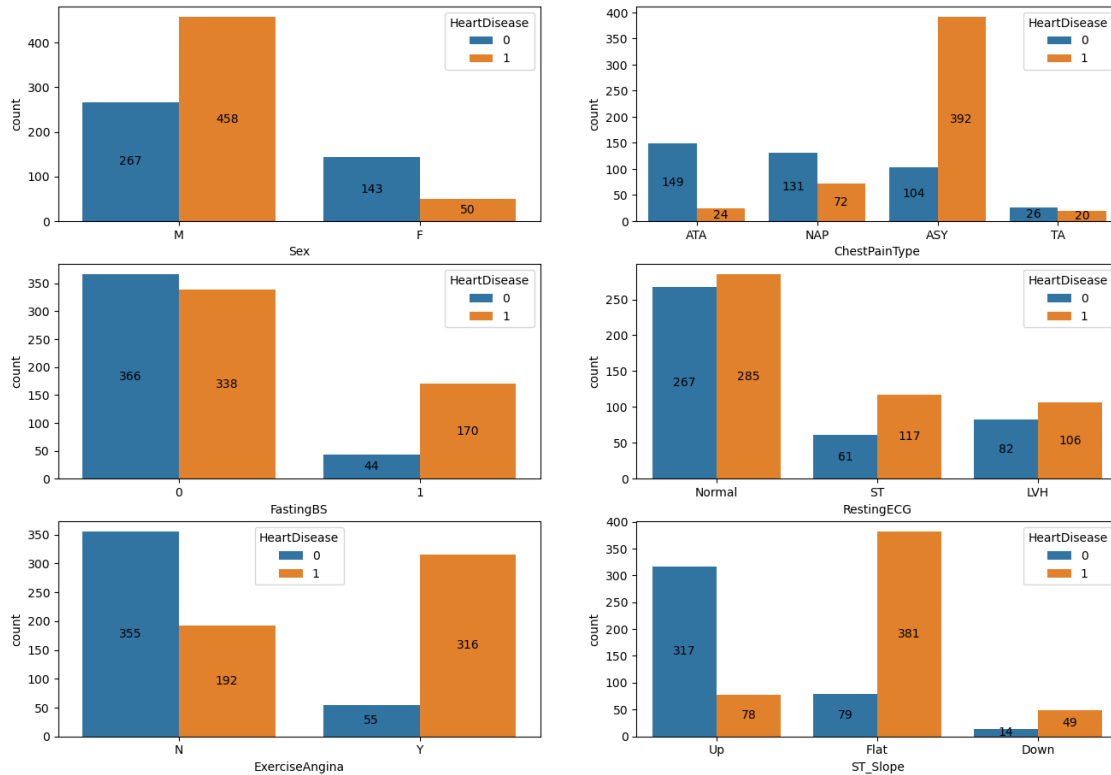 HeartDisease
0
1
count
400
300
200
100
0
267
458
143
50
M
F
Sex
HeartDisease
0
1
count
400
350
300
250
200
150
100
50
0
149
24
131
72
104
392
26
20
ATA
NAP
ASY
TA
ChestPainType
HeartDisease
0
1
count
350
300
250
200
150
100
50
0
366
338
44
170
0
1
FastingBS
HeartDisease
0
1
count
250
200
150
100
50
0
267
285
61
117
82
106
Normal
ST
LVH
RestingECG
HeartDisease
0
1
count
350
300
250
200
150
100
50
0
355
192
55
316
N
Y
ExerciseAngina
HeartDisease
0
1
count
400
350
300
250
200
150
100
50
0
317
78
79
381
14
49
Up
Flat
Down
ST_Slope